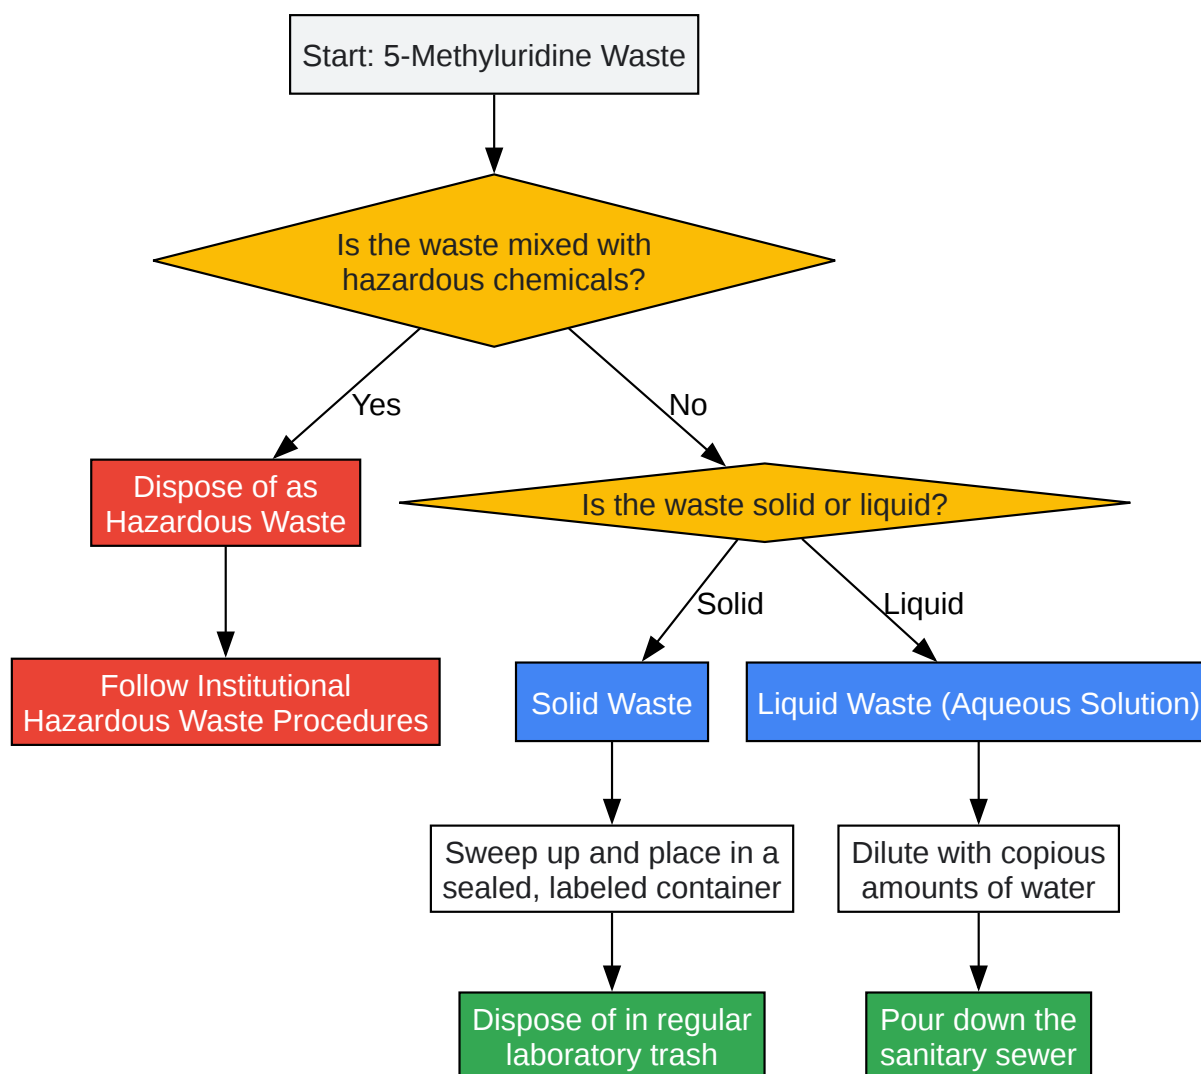 Start: 5-Methyluridine Waste
Is the waste mixed with
hazardous chemicals?
Yes
No
Dispose of as
Hazardous Waste
Is the waste solid or liquid?
Solid
Liquid
Follow Institutional
Hazardous Waste Procedures
Solid Waste
Liquid Waste (Aqueous Solution)
Sweep up and place in a
sealed, labeled container
Dilute with copious
amounts of water
Dispose of in regular
laboratory trash
Pour down the
sanitary sewer